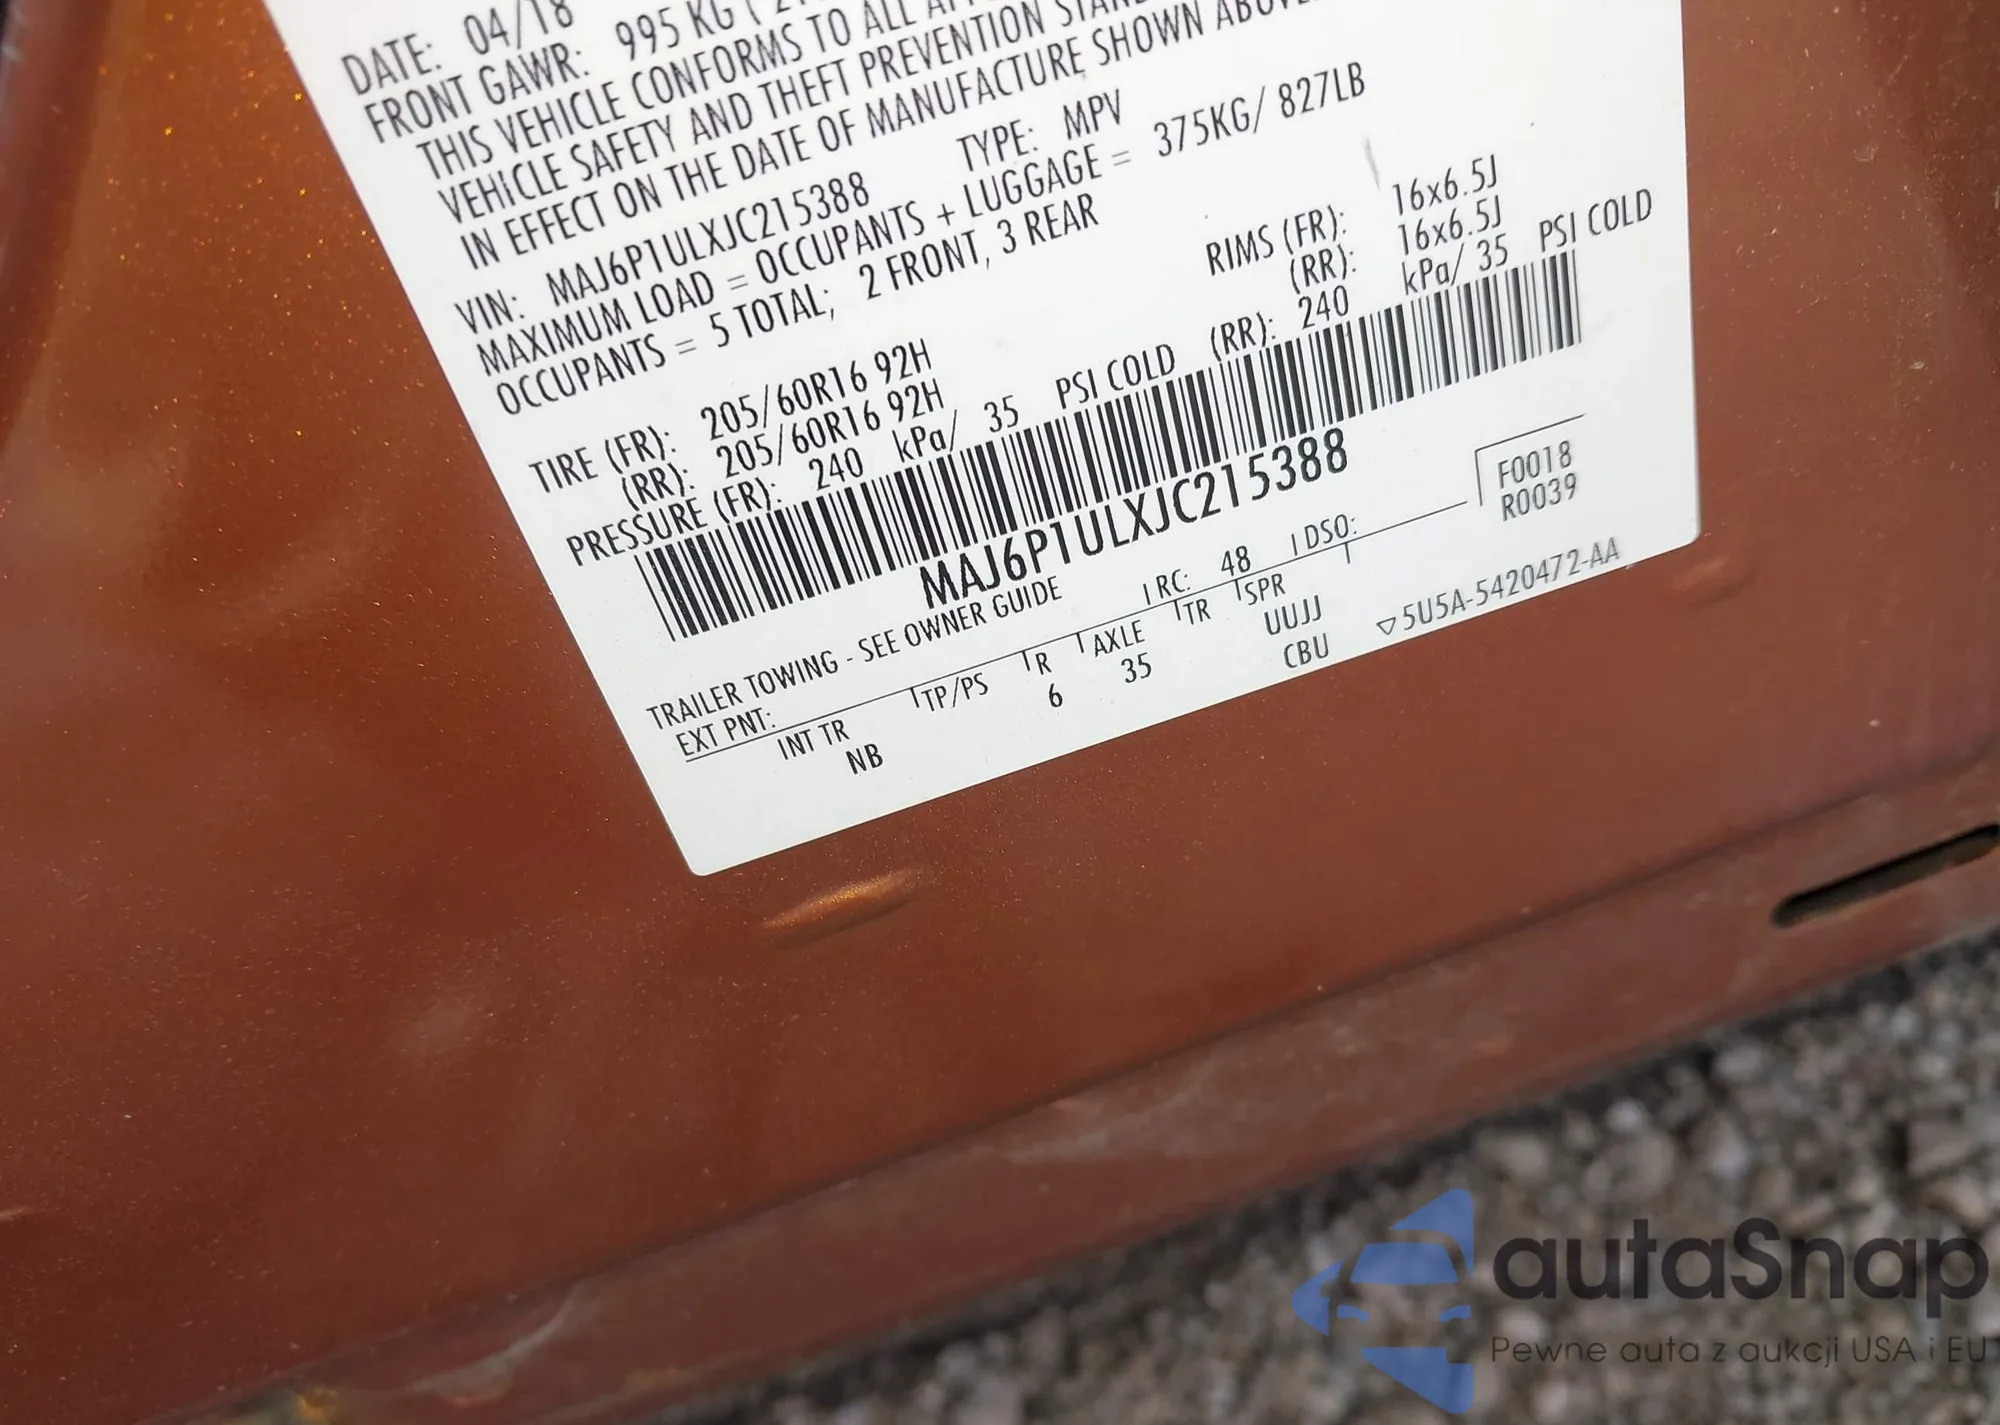 DATE: 04/18
FRONT GAWR: 995 KG
THIS VEHICLE CONFORMS TO ALL
VEHICLE SAFETY AND THEFT PREVENTION
IN EFFECT ON THE DATE OF MANUFACTURE SHOWN
VIN: MAJ6P1ULXJC215388 TYPE: MPV
MAXIMUM LOAD = OCCUPANTS + LUGGAGE = 375KG/ 827LB
OCCUPANTS = 5 TOTAL; 2 FRONT, 3 REAR
TIRE (FR): 205/60R16 92H RIMS (FR): 16x6.5J
(RR): 205/60R16 92H (RR): 16x6.5J
PRESSURE (FR): 240 kPa/ 35 PSI COLD (RR): 240 kPa/ 35 PSI COLD
MAJ6P1ULXJC215388
F0018
R0039
TRAILER TOWING - SEE OWNER GUIDE
EXT PNT: RC: 48 DSO:
INT TR TP/PS R AXLE TR SPR
NB 6 35 UUJJ
CBU
5U5A-5420472-AA
autaSnap
Pewne auta z aukcji USA i EU